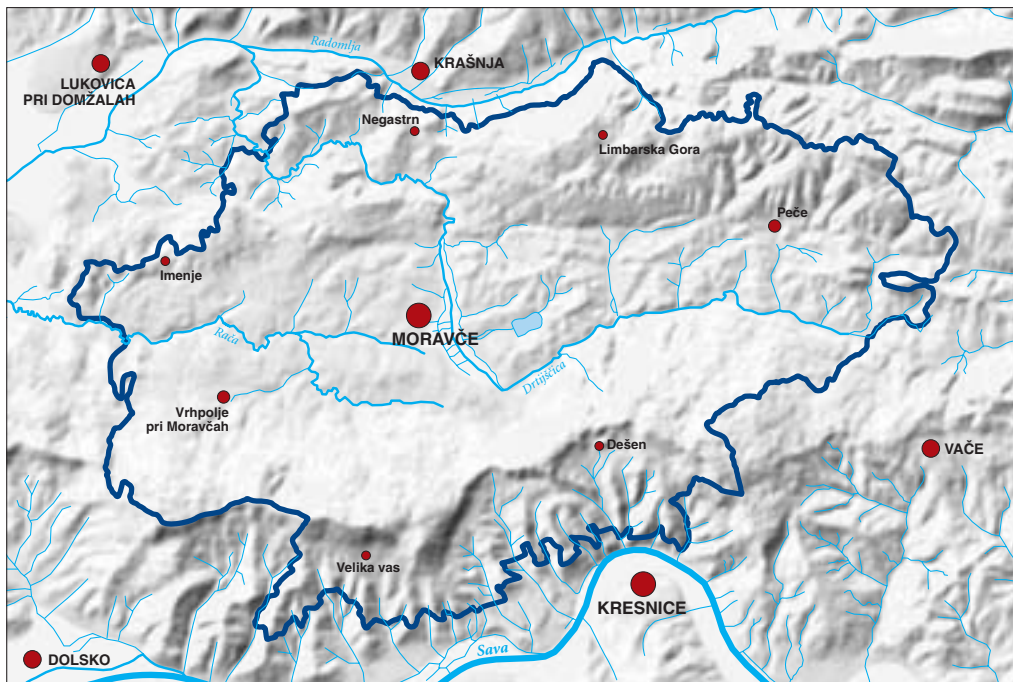 Radomlja
KRAŠNJA
LUKOVICA
PRI DOMŽALAH
Negastrn
Limbarska Gora
Peče
Imenje
MORAVČE
Rača
Drtijščica
Vrhpolje
pri Moravčah
Dešen
VAČE
Velika vas
KRESNICE
Sava
DOLSKO